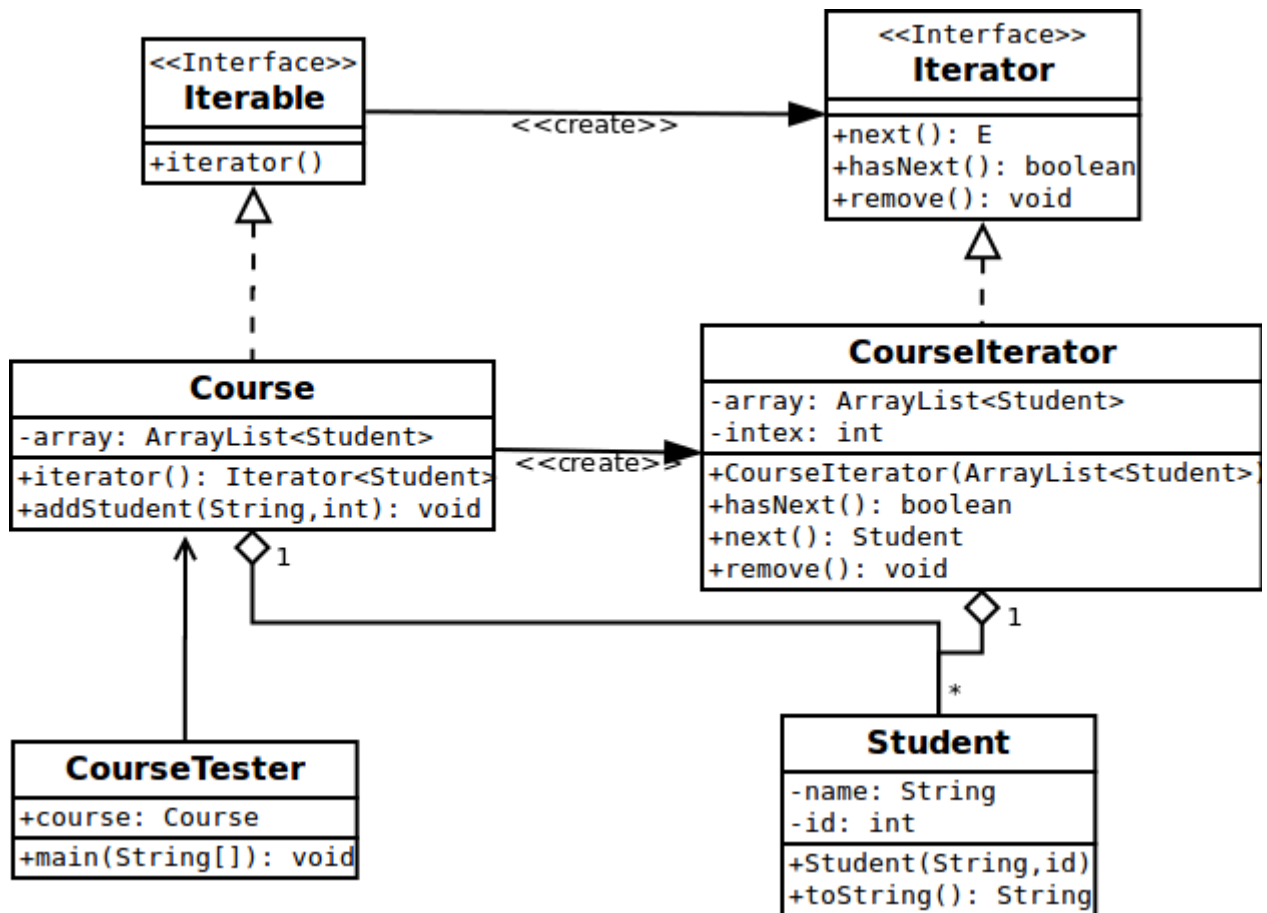 <<Interface>>
Iterable
+iterator()
<<create>>
<<Interface>>
Iterator
+next(): E
+hasNext(): boolean
+remove(): void
Course
-array: ArrayList<Student>
+iterator(): Iterator<Student>
+addStudent(String,int): void
1
<<create>>
CourseIterator
-array: ArrayList<Student>
-intex: int
+CourseIterator(ArrayList<Student>)
+hasNext(): boolean
+next(): Student
+remove(): void
1
*
CourseTester
+course: Course
+main(String[]): void
Student
-name: String
-id: int
+Student(String,id)
+toString(): String